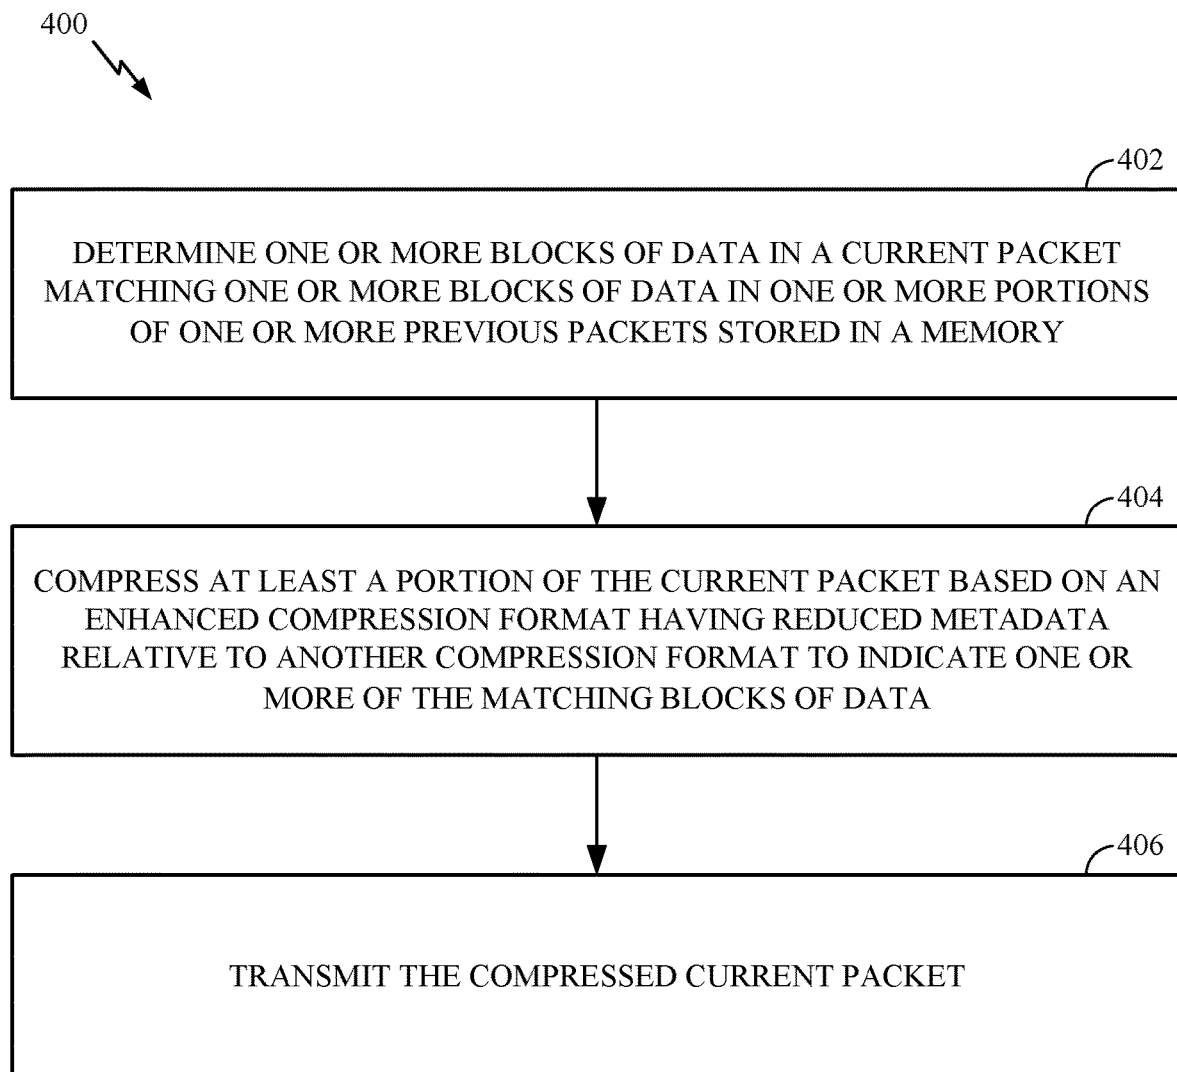 400
402
DETERMINE ONE OR MORE BLOCKS OF DATA IN A CURRENT PACKET
MATCHING ONE OR MORE BLOCKS OF DATA IN ONE OR MORE PORTIONS
OF ONE OR MORE PREVIOUS PACKETS STORED IN A MEMORY
404
COMPRESS AT LEAST A PORTION OF THE CURRENT PACKET BASED ON AN
ENHANCED COMPRESSION FORMAT HAVING REDUCED METADATA
RELATIVE TO ANOTHER COMPRESSION FORMAT TO INDICATE ONE OR
MORE OF THE MATCHING BLOCKS OF DATA
406
TRANSMIT THE COMPRESSED CURRENT PACKET